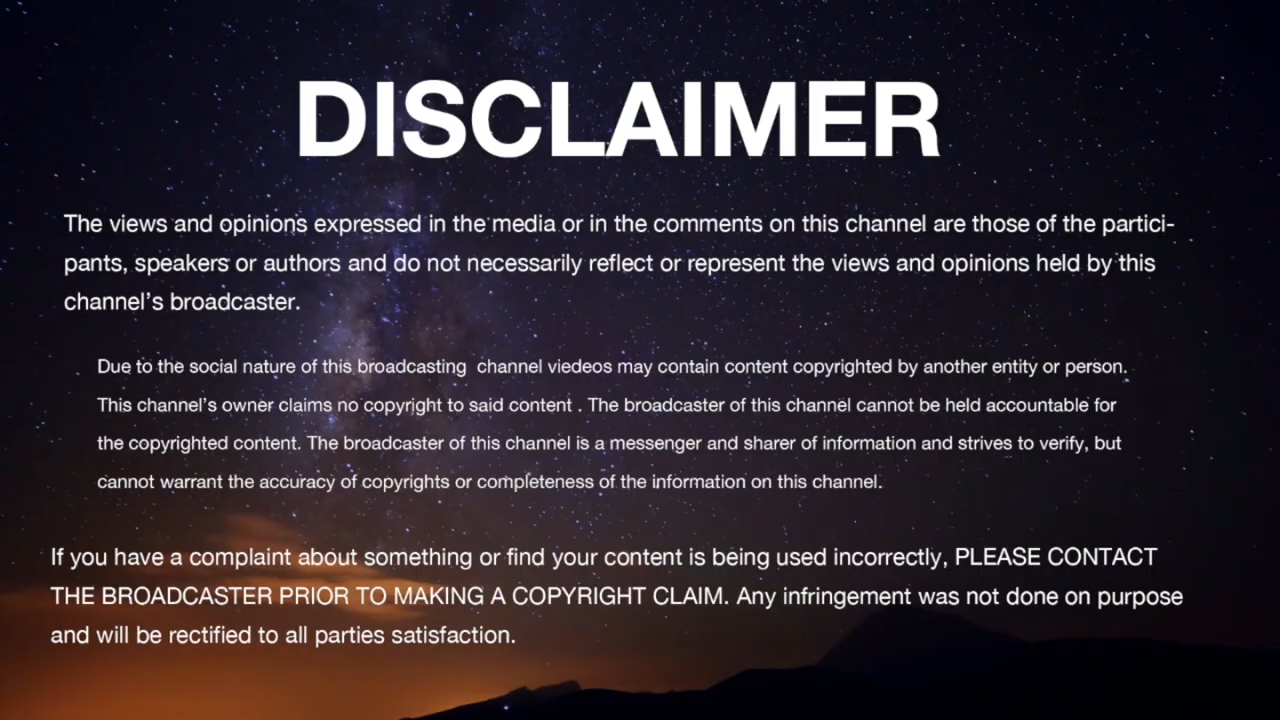 DISCLAIMER
The views and opinions expressed in the media or in the comments on this channel are those of the partici-
pants, speakers or authors and do not necessarily reflect or represent the views and opinions held by this
channel's broadcaster.
Due to the social nature of this broadcasting  channel viedeos may contain content copyrighted by another entity or person.
This channel's owner claims no copyright to said content . The broadcaster of this channel cannot be held accountable for
the copyrighted content. The broadcaster of this channel is a messenger and sharer of information and strives to verify, but
cannot warrant the accuracy of copyrights or completeness of the information on this channel.
If you have a complaint about something or find your content is being used incorrectly, PLEASE CONTACT
THE BROADCASTER PRIOR TO MAKING A COPYRIGHT CLAIM. Any infringement was not done on purpose
and will be rectified to all parties satisfaction.